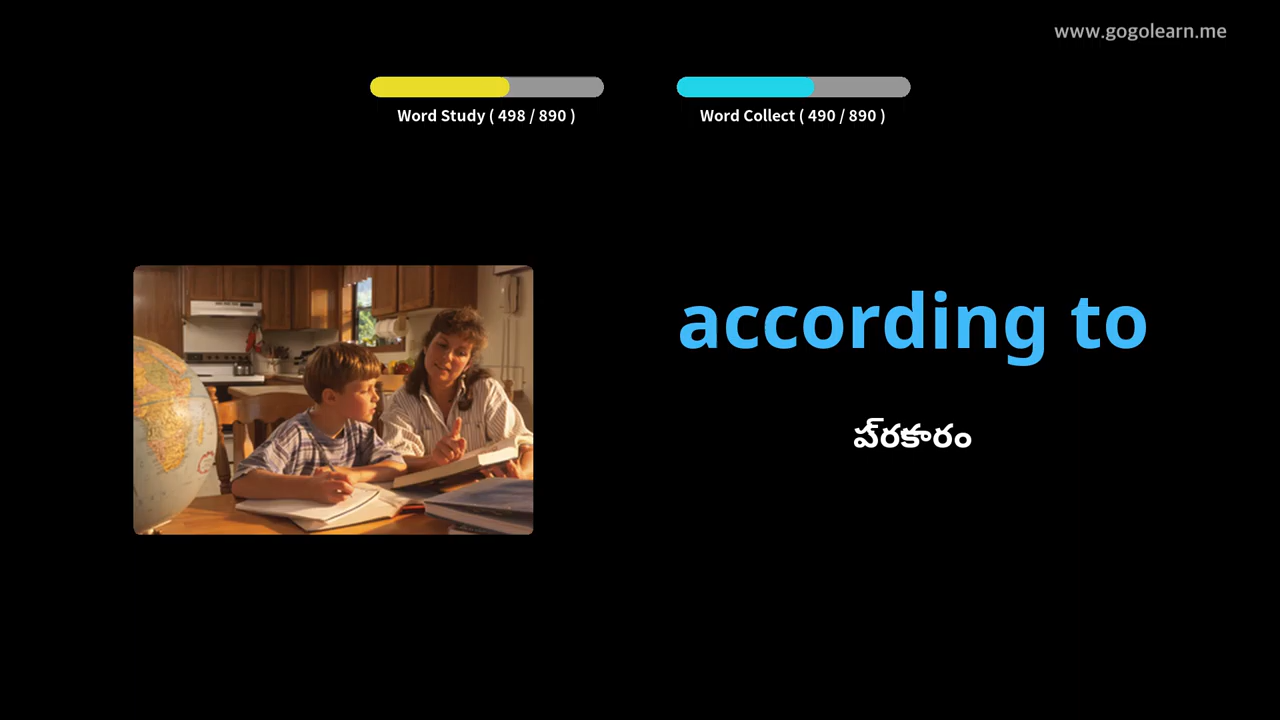 www.gogolearn.me
Word Study ( 498 / 890 )
Word Collect ( 490 / 890 )
according to
ప్రకారం